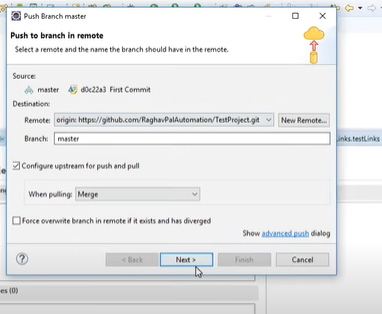 Push Branch master
Push to branch in remote
Select a remote and the name the branch should have in the remote.
Source:
master d0c22a3 First Commit
Destination:
Remote: origin: https://github.com/RaghavPalAutomation/TestProject.git New Remote...
Branch: master
inks.testLinks
Configure upstream for push and pull
When pulling: Merge
Force overwrite branch in remote if it exists and has diverged
Show advanced push dialog
< Back Next > Finish Cancel
es (0)